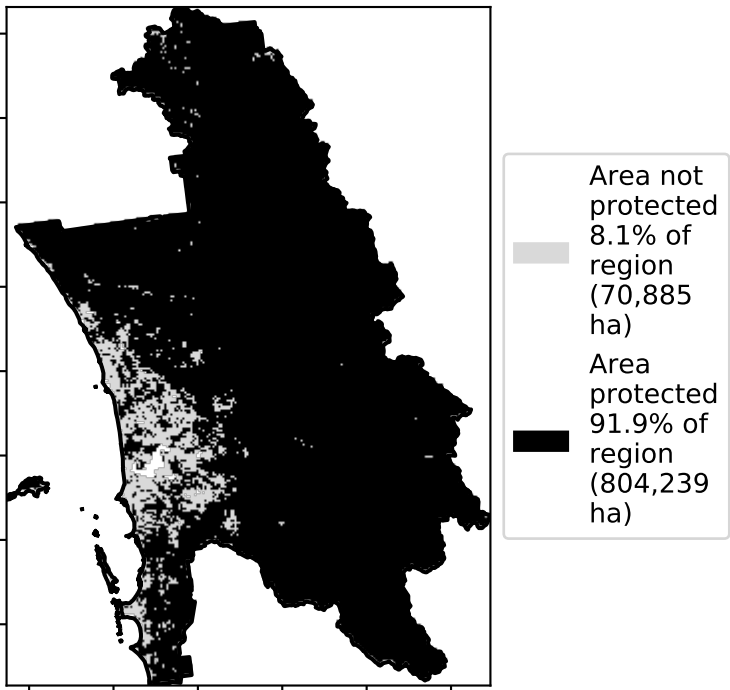 Area not
protected
8.1% of
region
(70,885
ha)
Area
protected
91.9% of
region
(804,239
ha)